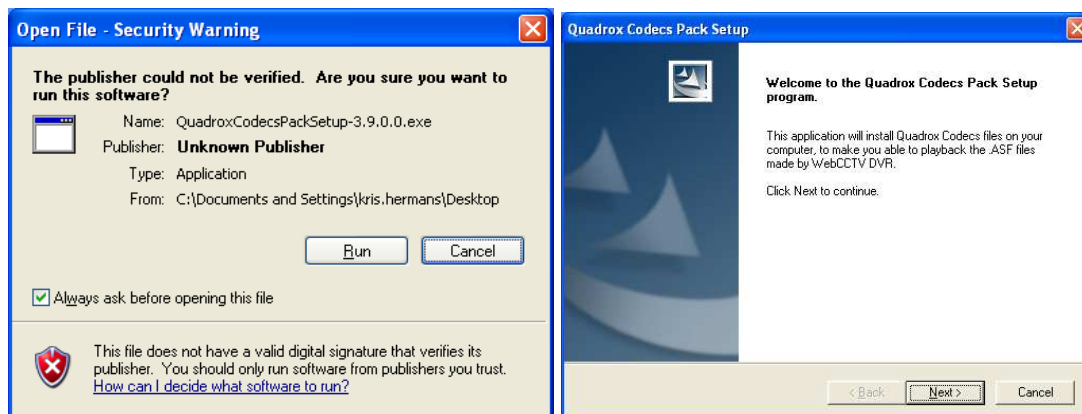 Open File - Security Warning
The publisher could not be verified.  Are you sure you want to
run this software?
Name: QuadroxCodecsPackSetup-3.9.0.0.exe
Publisher: Unknown Publisher
Type: Application
From: C:\Documents and Settings\kris.hermans\Desktop
Run
Cancel
Always ask before opening this file
This file does not have a valid digital signature that verifies its
publisher.  You should only run software from publishers you trust.
How can I decide what software to run?
Quadrox Codecs Pack Setup
Welcome to the Quadrox Codecs Pack Setup
program.
This application will install Quadrox Codecs files on your
computer, to make you able to playback the .ASF files
made by WebCCTV DVR.
Click Next to continue.
< Back
Next >
Cancel